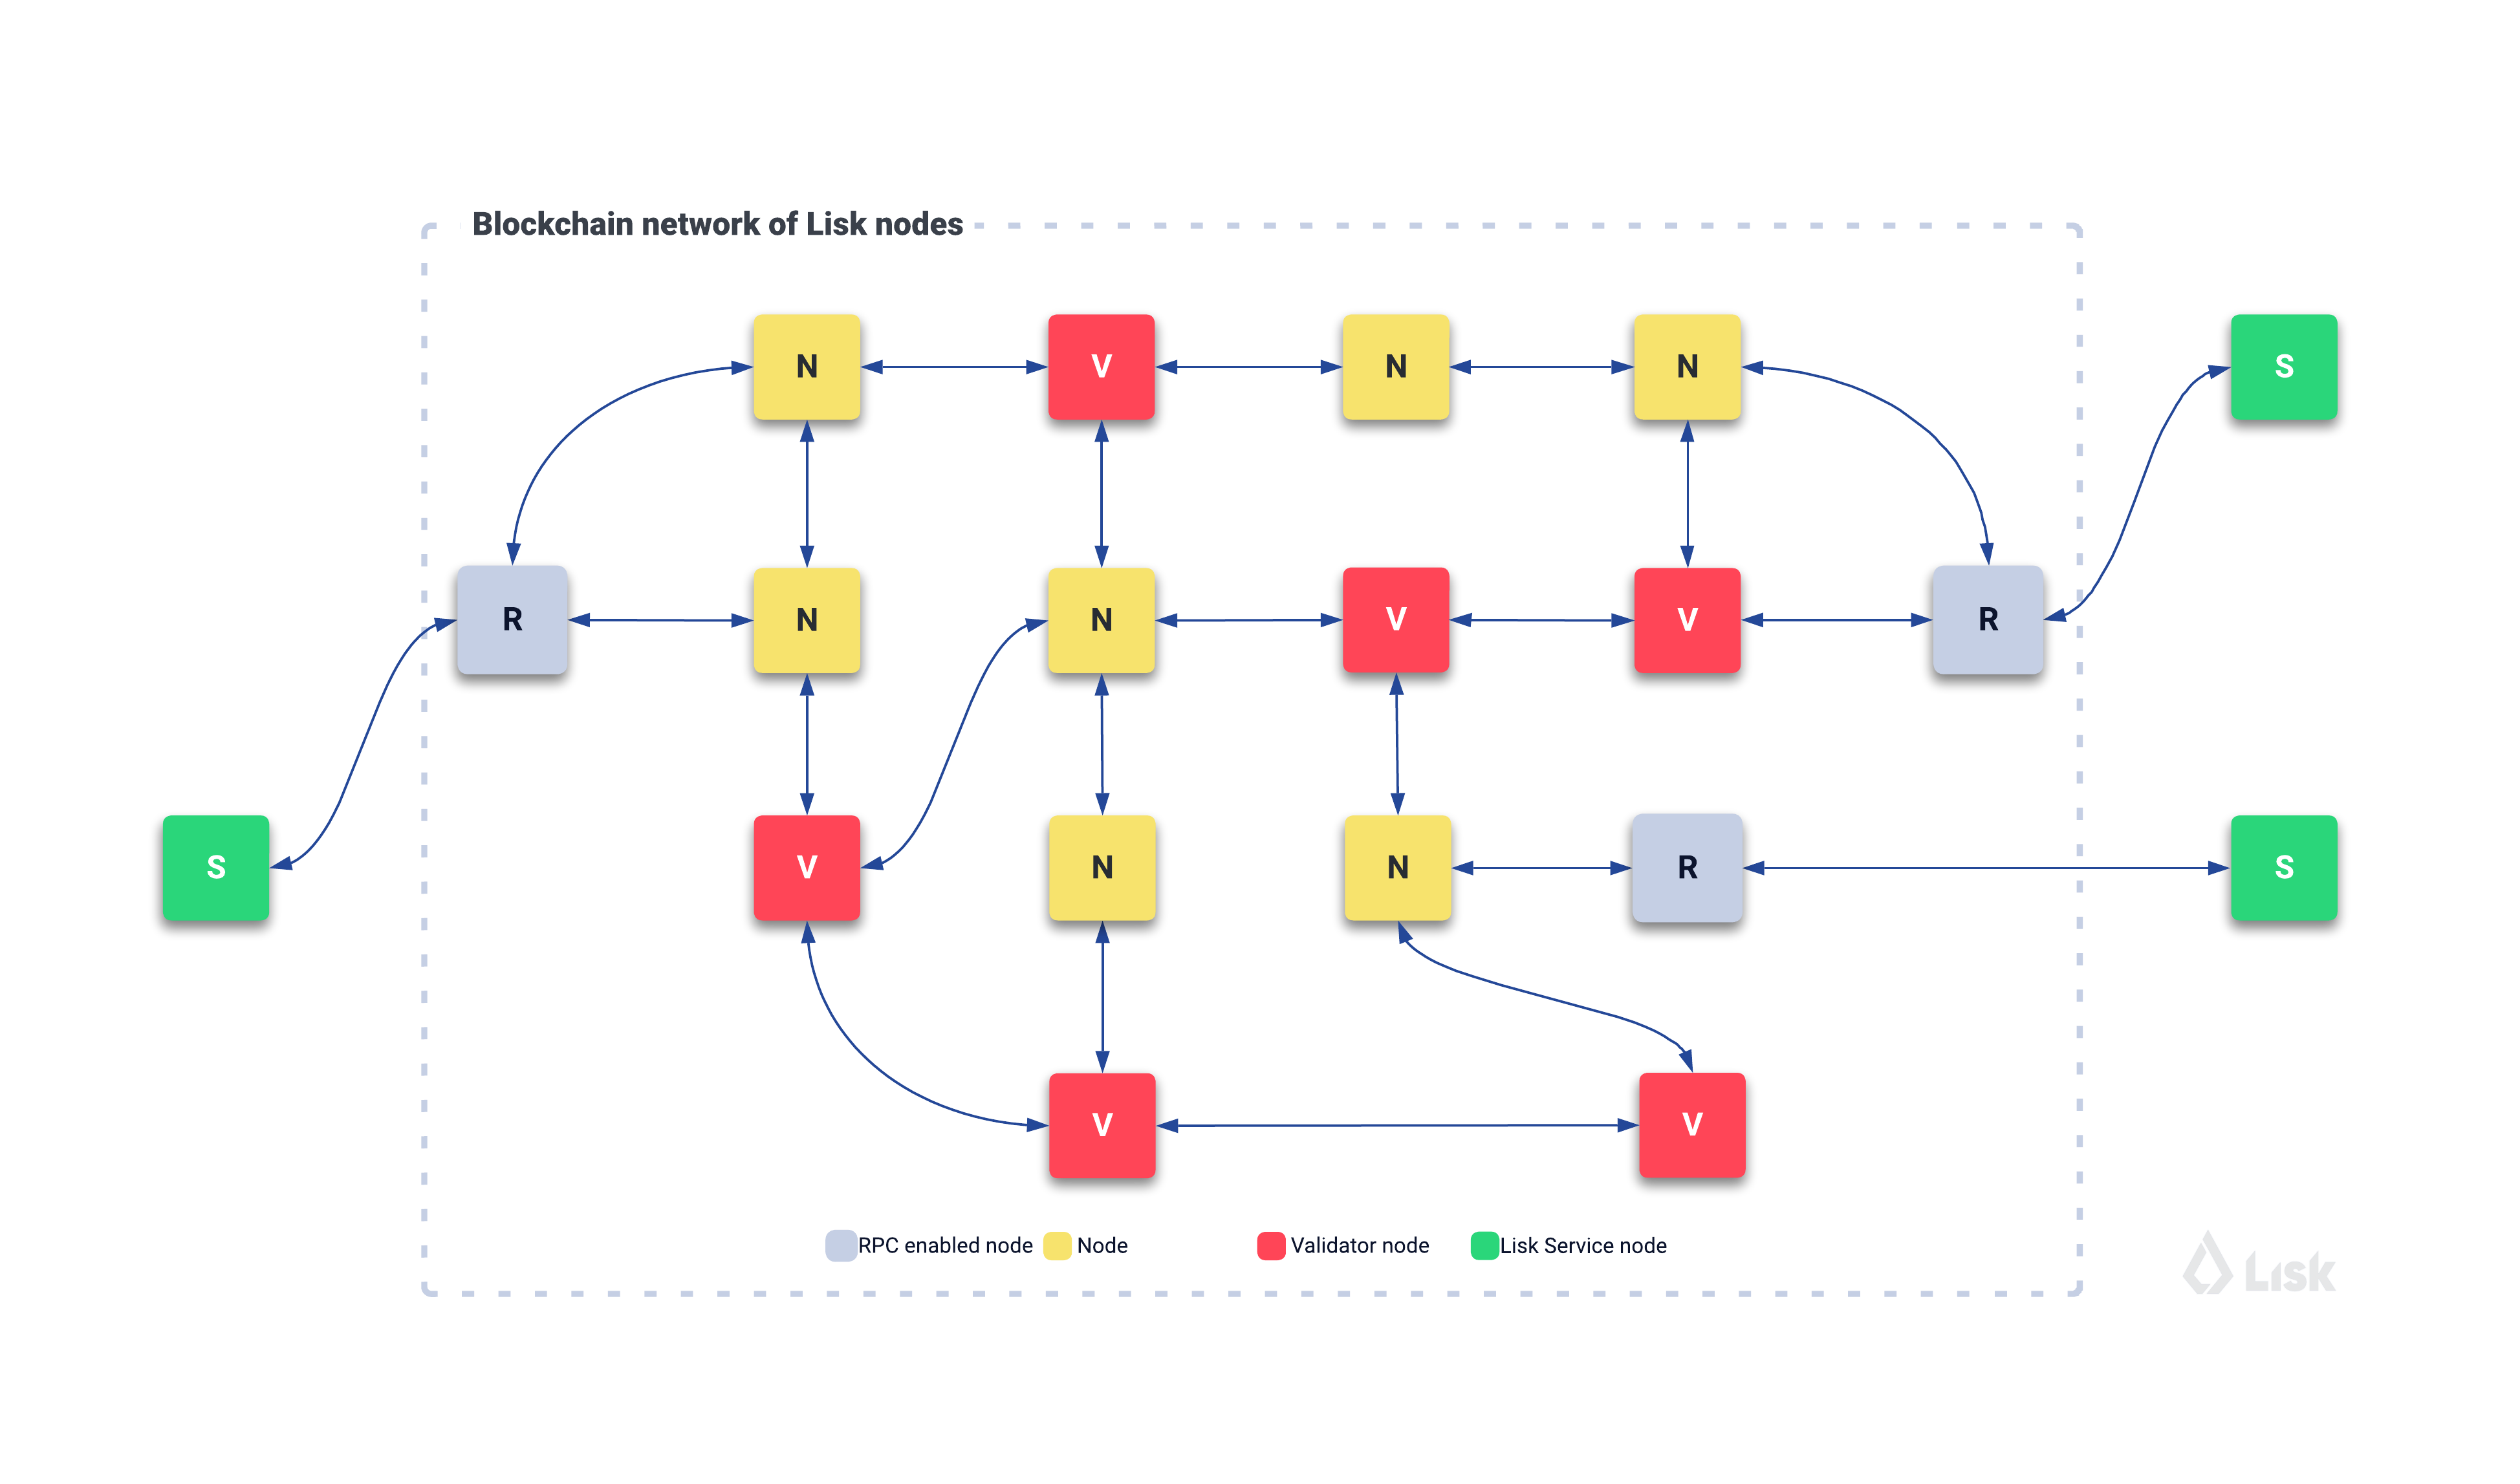 Blockchain network of Lisk nodes
N V N N S
R N N V V R
S V N N R S
V V
RPC enabled node Node Validator node Lisk Service node
Lisk